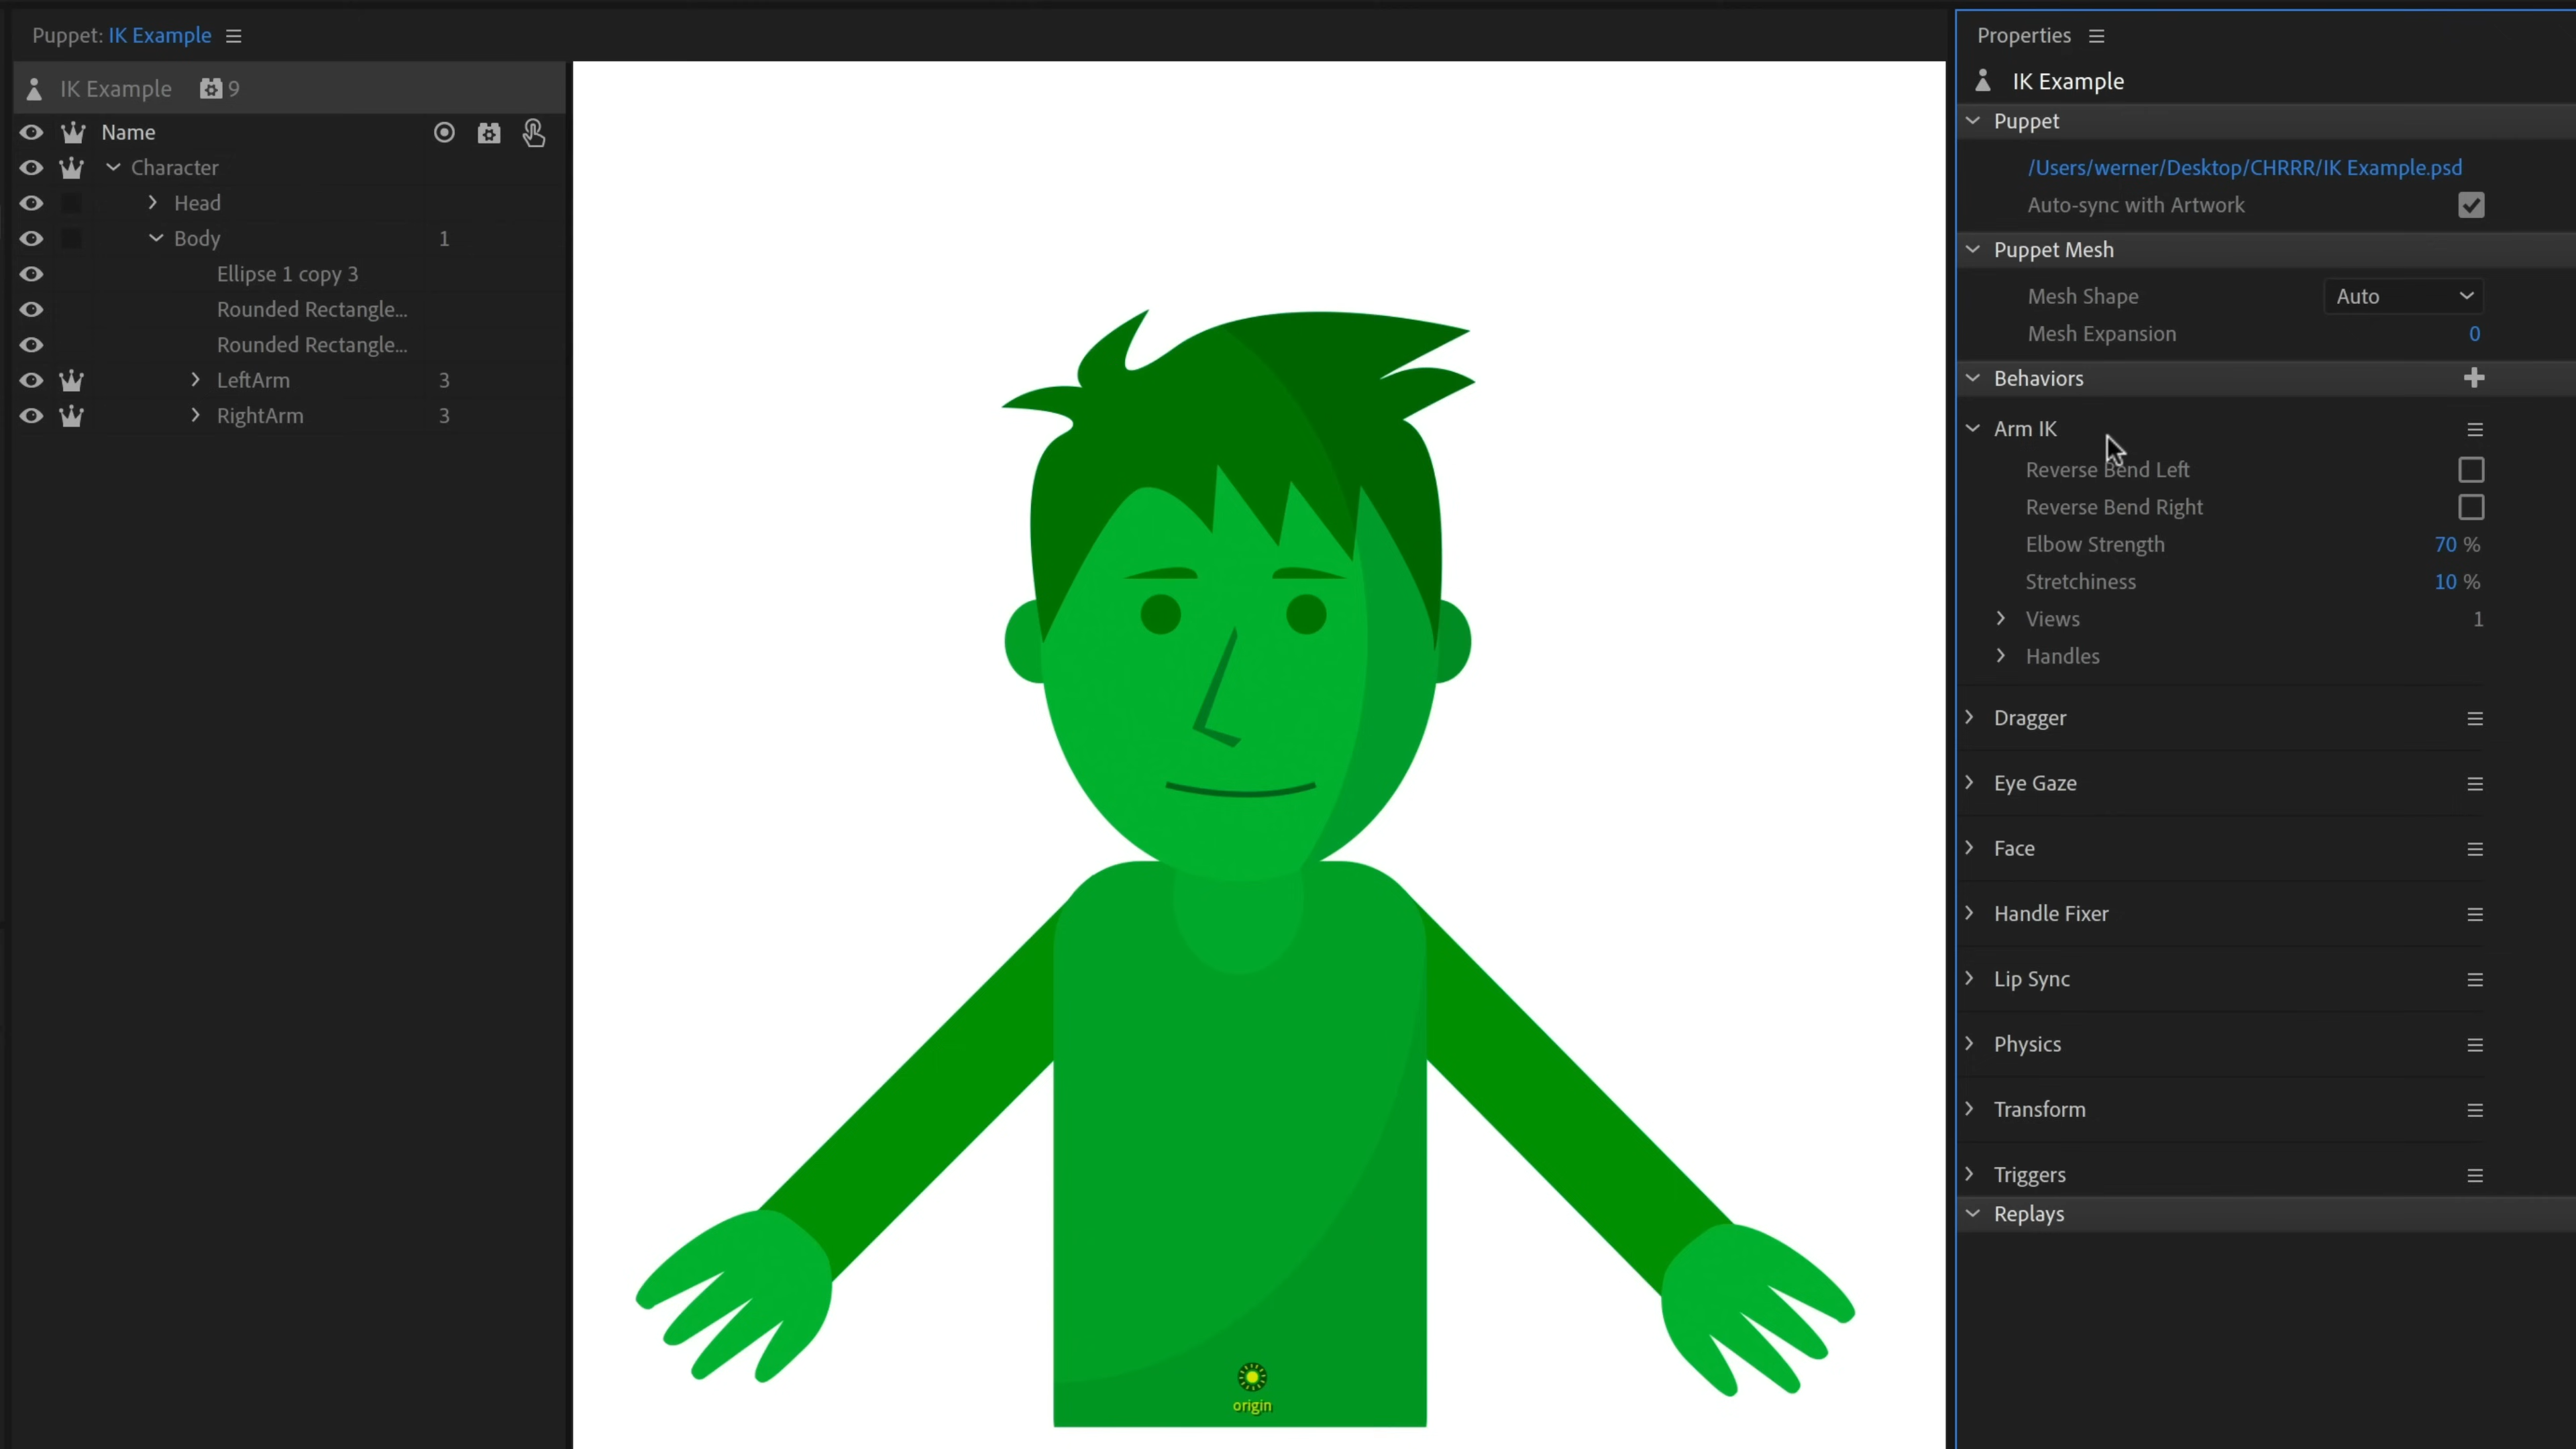 Puppet: IK Example
IK Example 9
Name
Character
Head
Body 1
Ellipse 1 copy 3
Rounded Rectangle...
Rounded Rectangle...
LeftArm 3
RightArm 3
origin
Properties
IK Example
Puppet
/Users/werner/Desktop/CHRRR/IK Example.psd
Auto-sync with Artwork
Puppet Mesh
Mesh Shape Auto
Mesh Expansion 0
Behaviors
Arm IK
Reverse Bend Left
Reverse Bend Right
Elbow Strength 70 %
Stretchiness 10 %
Views 1
Handles
Dragger
Eye Gaze
Face
Handle Fixer
Lip Sync
Physics
Transform
Triggers
Replays